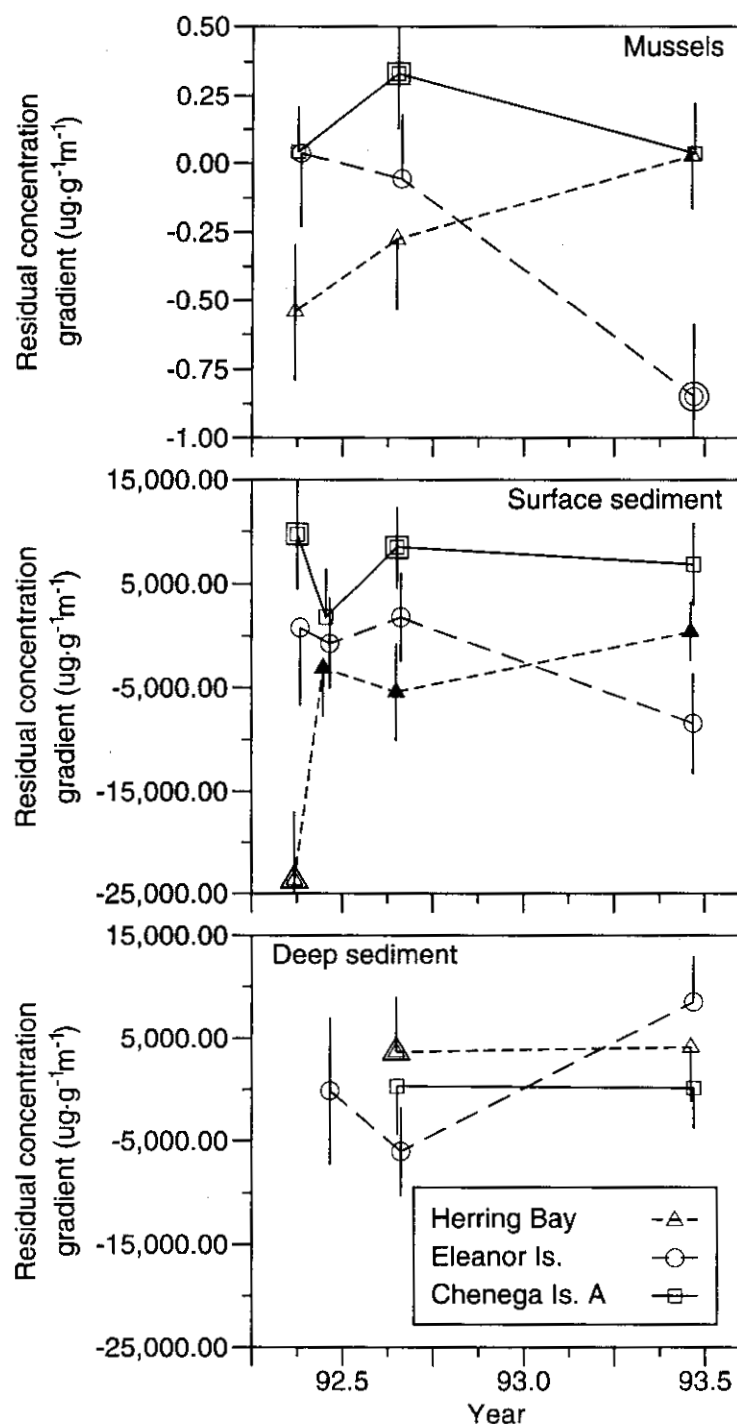 Mussels
Residual concentration
gradient (ug·g⁻¹m⁻¹)
0.50
0.25
0.00
-0.25
-0.50
-0.75
-1.00
Surface sediment
Residual concentration
gradient (ug·g⁻¹m⁻¹)
15,000.00
5,000.00
-5,000.00
-15,000.00
-25,000.00
Deep sediment
Residual concentration
gradient (ug·g⁻¹m⁻¹)
15,000.00
5,000.00
-5,000.00
-15,000.00
-25,000.00
Herring Bay
Eleanor Is.
Chenega Is. A
92.5 93.0 93.5
Year